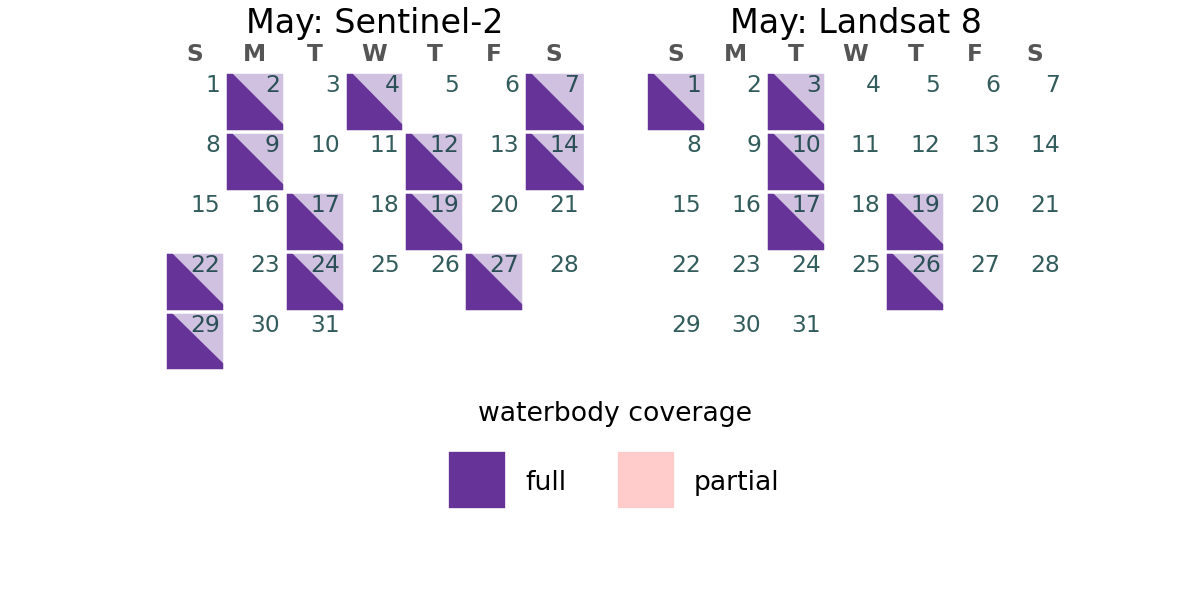 May: Sentinel-2
S M T W T F S
1 2 3 4 5 6 7
8 9 10 11 12 13 14
15 16 17 18 19 20 21
22 23 24 25 26 27 28
29 30 31
May: Landsat 8
S M T W T F S
1 2 3 4 5 6 7
8 9 10 11 12 13 14
15 16 17 18 19 20 21
22 23 24 25 26 27 28
29 30 31
waterbody coverage
full partial